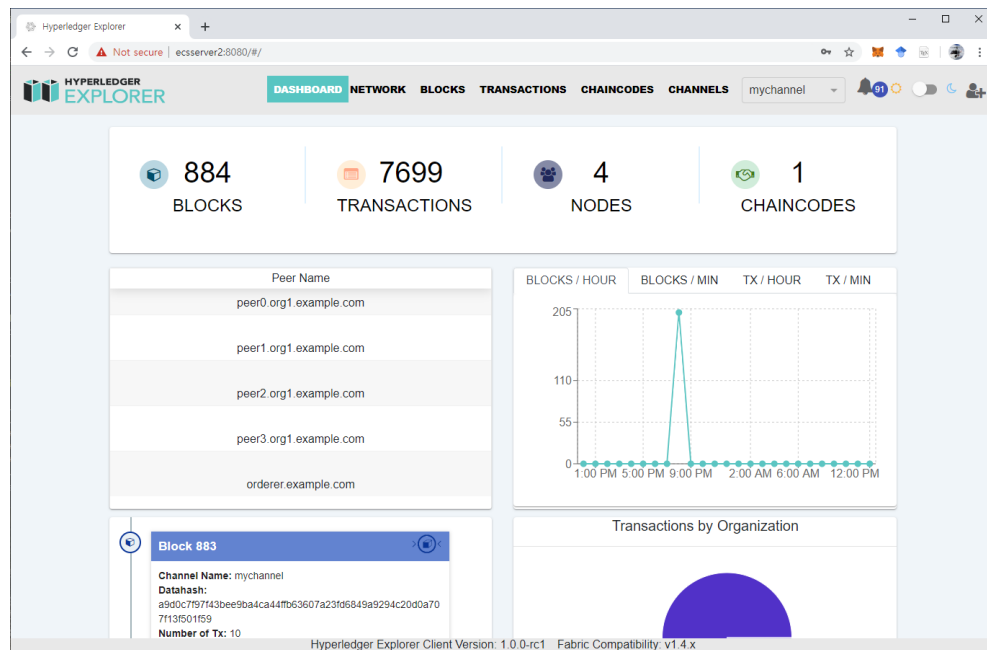 Hyperledger Explorer
Not secure | ecsserver2:8080/#/
HYPERLEDGER
EXPLORER
DASHBOARD NETWORK BLOCKS TRANSACTIONS CHAINCODES CHANNELS mychannel 91
884 7699 4 1
BLOCKS TRANSACTIONS NODES CHAINCODES
Peer Name
peer0.org1.example.com
peer1.org1.example.com
peer2.org1.example.com
peer3.org1.example.com
orderer.example.com
BLOCKS / HOUR BLOCKS / MIN TX / HOUR TX / MIN
205
110
55
0
1:00 PM 5:00 PM 9:00 PM 2:00 AM 6:00 AM 12:00 PM
Block 883
Channel Name: mychannel
Datahash:
a9d0c7f97f43bee9ba4ca44ffb63607a23fd6849a9294c20d0a70
7f13f501f59
Number of Tx: 10
Transactions by Organization
Hyperledger Explorer Client Version: 1.0.0-rc1 Fabric Compatibility: v1.4.x